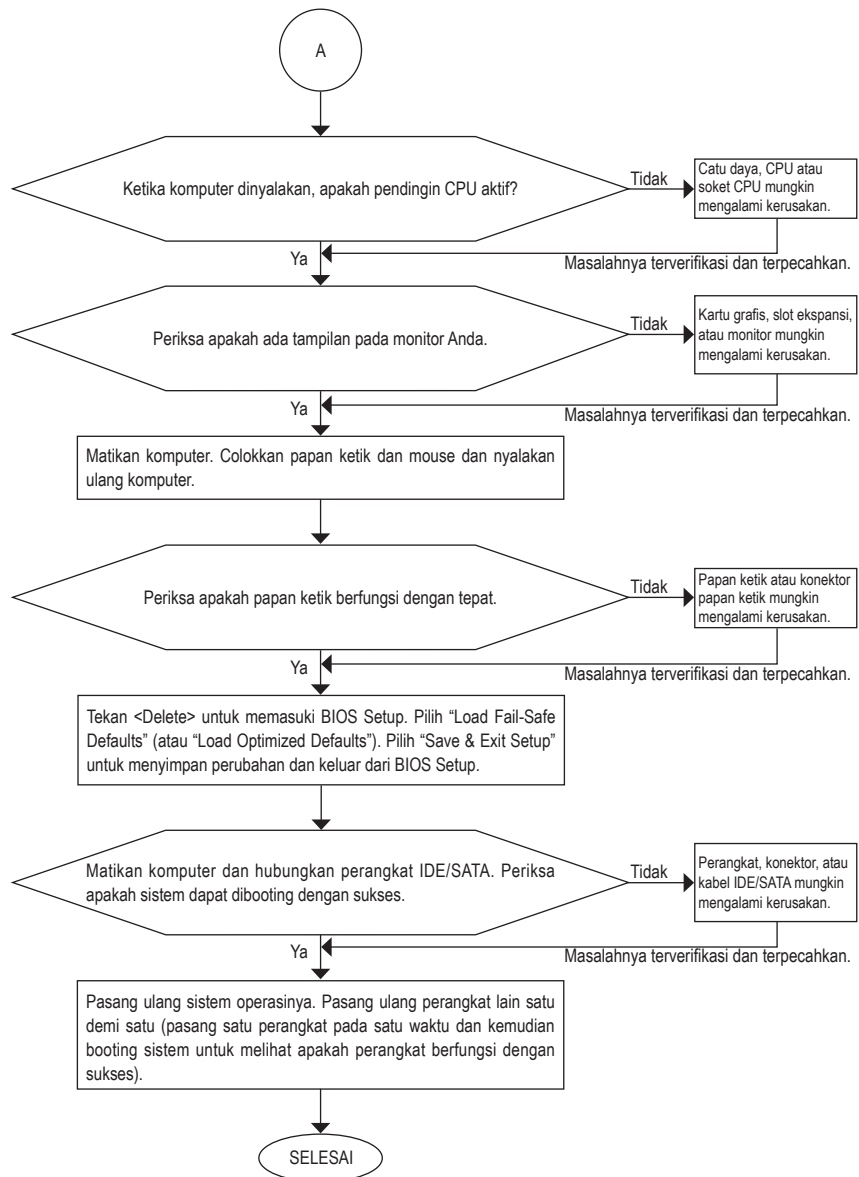 A
Ketika komputer dinyalakan, apakah pendingin CPU aktif?
Tidak
Catu daya, CPU atau
soket CPU mungkin
mengalami kerusakan.
Ya
Masalahnya terverifikasi dan terpecahkan.
Periksa apakah ada tampilan pada monitor Anda.
Tidak
Kartu grafis, slot ekspansi,
atau monitor mungkin
mengalami kerusakan.
Ya
Masalahnya terverifikasi dan terpecahkan.
Matikan komputer. Colokkan papan ketik dan mouse dan nyalakan
ulang komputer.
Periksa apakah papan ketik berfungsi dengan tepat.
Tidak
Papan ketik atau konektor
papan ketik mungkin
mengalami kerusakan.
Ya
Masalahnya terverifikasi dan terpecahkan.
Tekan <Delete> untuk memasuki BIOS Setup. Pilih “Load Fail-Safe
Defaults” (atau “Load Optimized Defaults”). Pilih “Save & Exit Setup”
untuk menyimpan perubahan dan keluar dari BIOS Setup.
Matikan komputer dan hubungkan perangkat IDE/SATA. Periksa
apakah sistem dapat dibooting dengan sukses.
Tidak
Perangkat, konektor, atau
kabel IDE/SATA mungkin
mengalami kerusakan.
Ya
Masalahnya terverifikasi dan terpecahkan.
Pasang ulang sistem operasinya. Pasang ulang perangkat lain satu
demi satu (pasang satu perangkat pada satu waktu dan kemudian
booting sistem untuk melihat apakah perangkat berfungsi dengan
sukses).
SELESAI